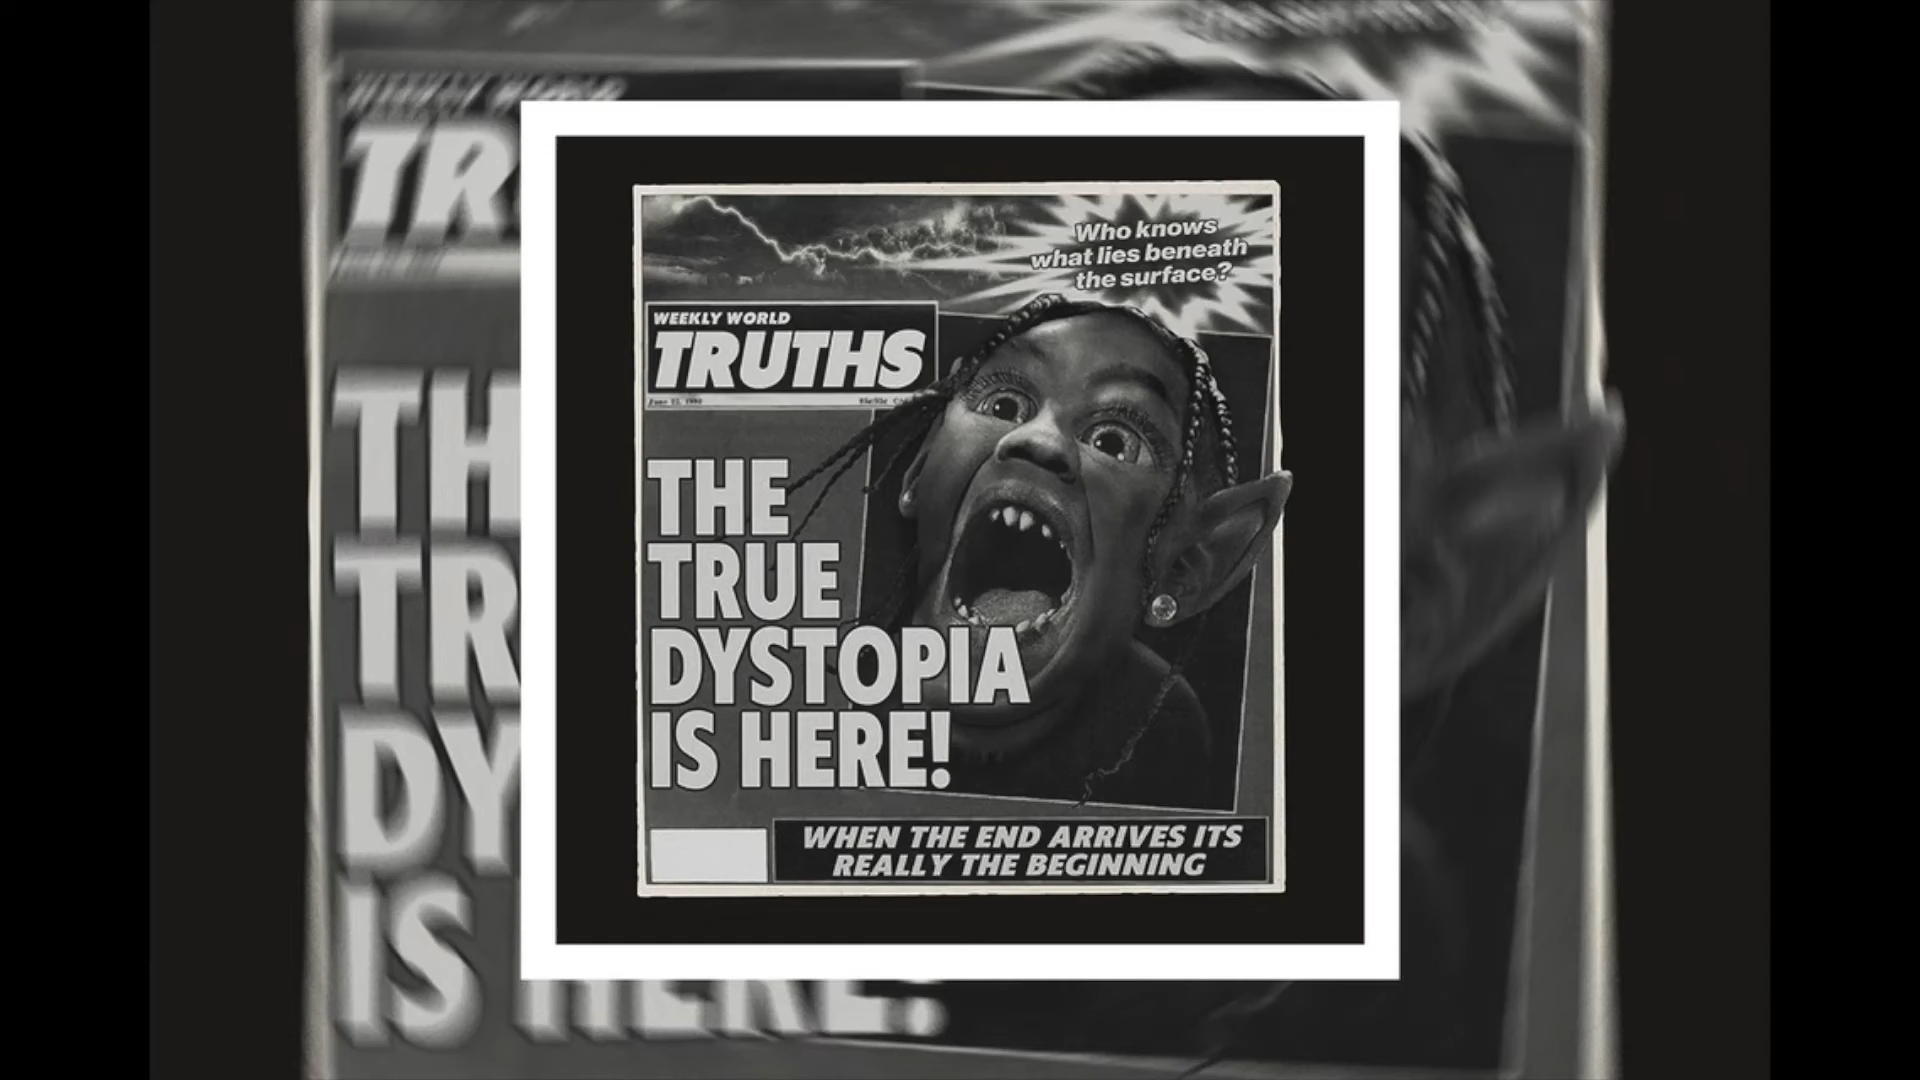 Who knows
what lies beneath
the surface?
WEEKLY WORLD
TRUTHS
THE
TRUE
DYSTOPIA
IS HERE!
WHEN THE END ARRIVES ITS
REALLY THE BEGINNING